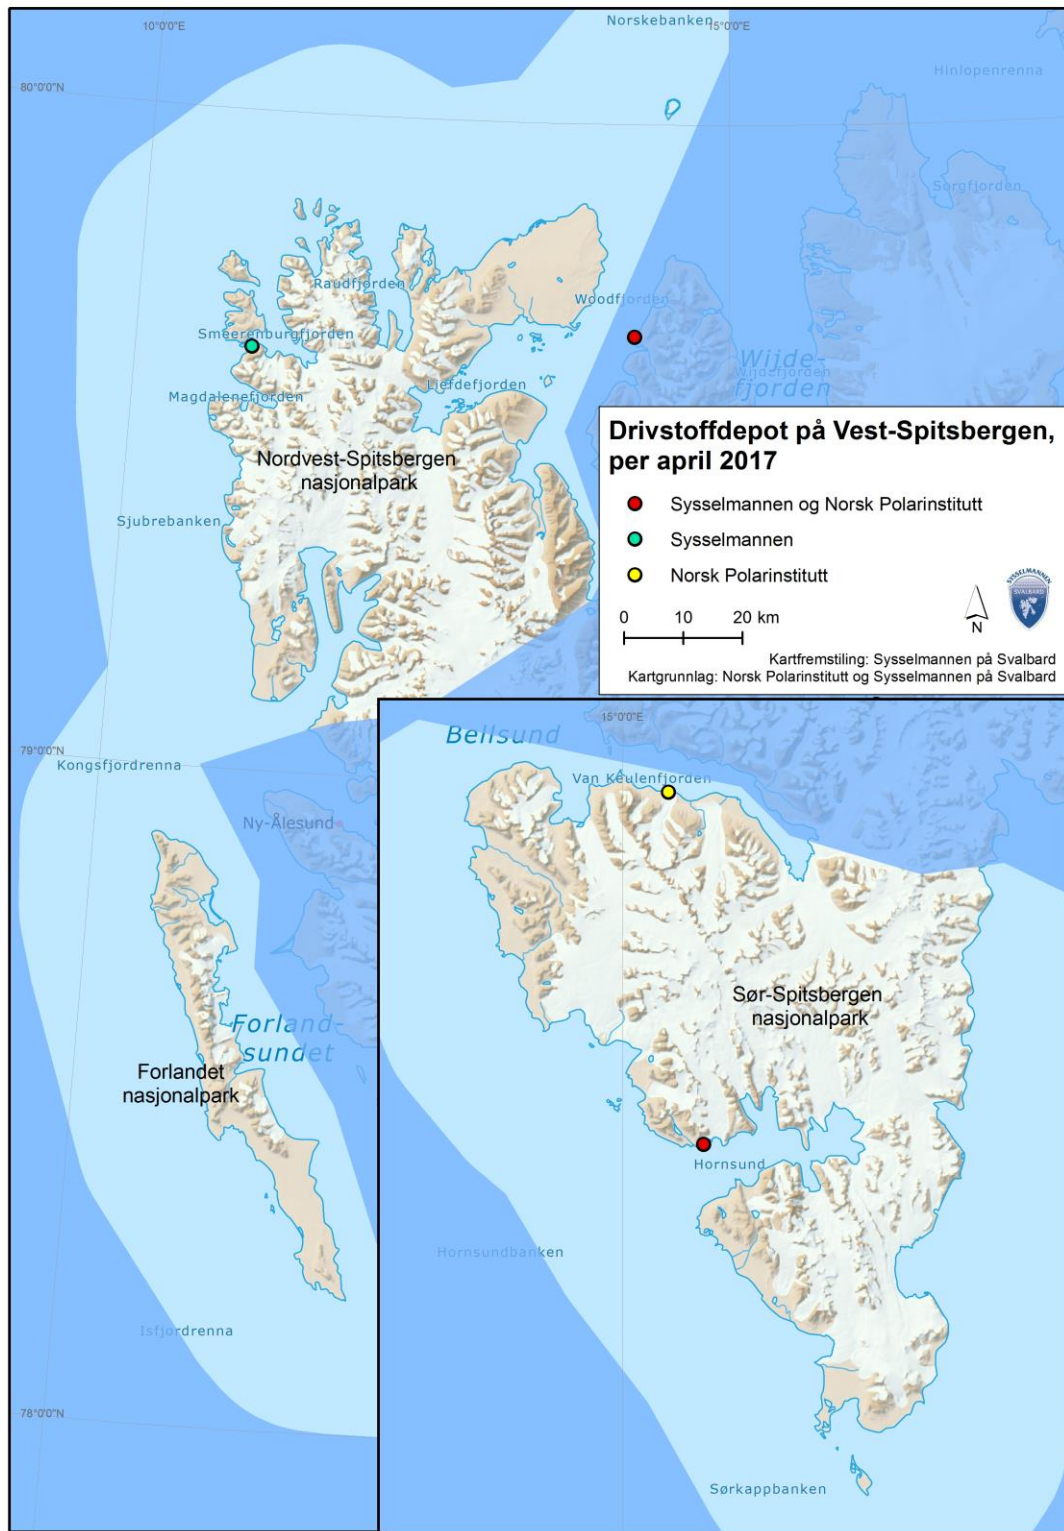 10°0'0"E
Norskebanken
15°0'0"E
80°0'0"N
Hinlopenrenna
Sorgfjorden
Raudfjorden
Woodfjorden
Smeerenburgfjorden
Wijde-
fjorden
Wijdefjorden
Liefdefjorden
Magdalenefjorden
Nordvest-Spitsbergen
nasjonalpark
Sjubrebanken
Drivstoffdepot på Vest-Spitsbergen,
per april 2017
Sysselmannen og Norsk Polarinstitutt
Sysselmannen
Norsk Polarinstitutt
0 10 20 km
N
SYSSELMANNEN
SVALBARD
Kartfremstiling: Sysselmannen på Svalbard
Kartgrunnlag: Norsk Polarinstitutt og Sysselmannen på Svalbard
79°0'0"N
Kongsfjordrenna
Ny-Ålesund
Forland-
sundet
Forlandet
nasjonalpark
Isfjordrenna
78°0'0"N
15°0'0"E
Bellsund
Van Keulenfjorden
Sør-Spitsbergen
nasjonalpark
Hornsund
Hornsundbanken
Sørkappbanken